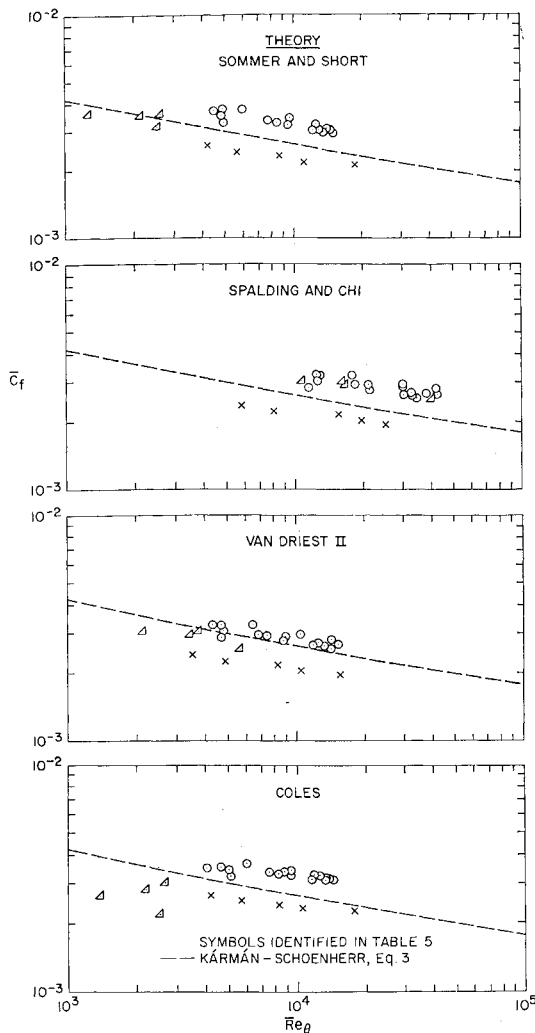 10⁻²
THEORY
SOMMER AND SHORT
10⁻³
10⁻²
SPALDING AND CHI
C̅f
10⁻³
10⁻²
VAN DRIEST II
10⁻³
10⁻²
COLES
SYMBOLS IDENTIFIED IN TABLE 5
KÁRMÁN-SCHOENHERR, Eq. 3
10⁻³
10³ 10⁴ 10⁵
R̅eθ